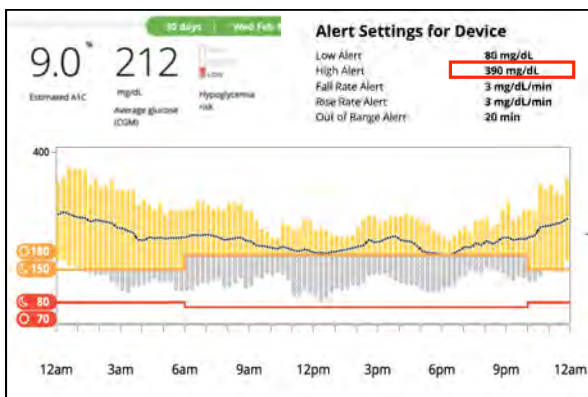 30 days Wed Feb
9.0 %
Estimated A1C
212
mg/dL
Average glucose
(CGM)
LOW
Hypoglycemia
risk
Alert Settings for Device
Low Alert 80 mg/dL
High Alert 390 mg/dL
Fall Rate Alert 3 mg/dL/min
Rise Rate Alert 3 mg/dL/min
Out of Range Alert 20 min
400
180
150
80
70
12am 3am 6am 9am 12pm 3pm 6pm 9pm 12am